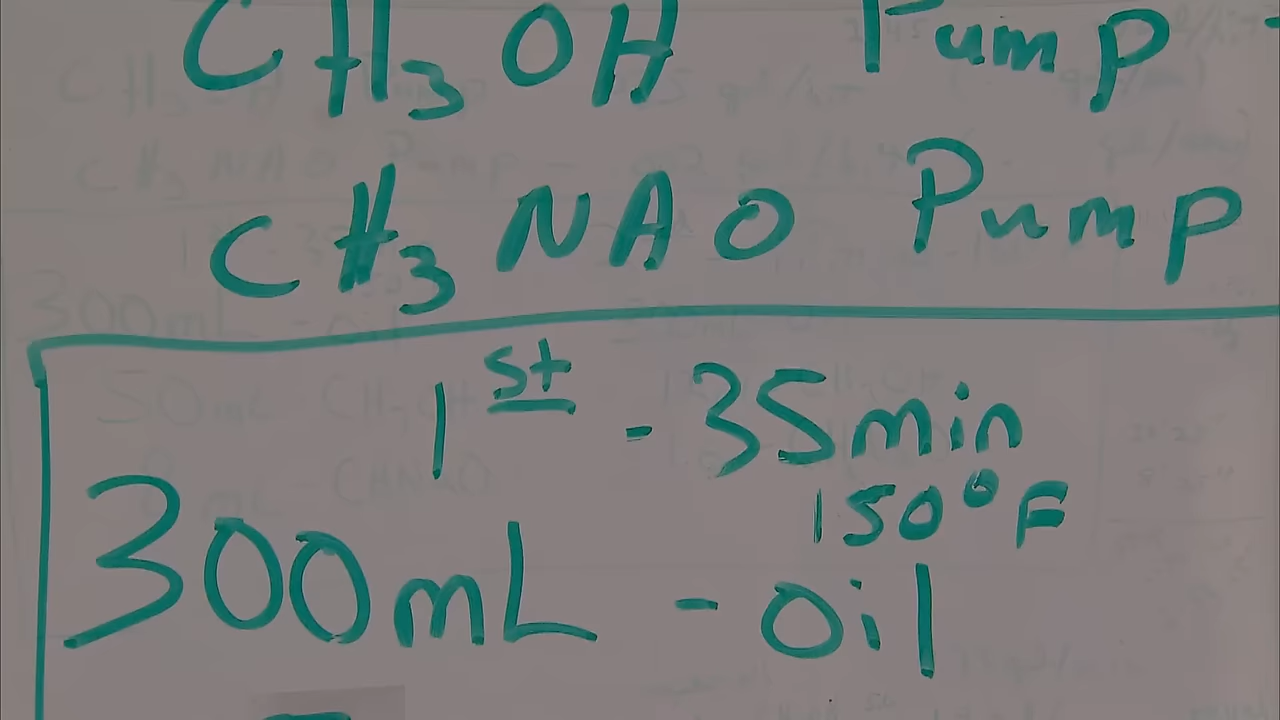 CH3OH Pump -
CH3NAO Pump
1st - 35min
150°F
300mL - Oil